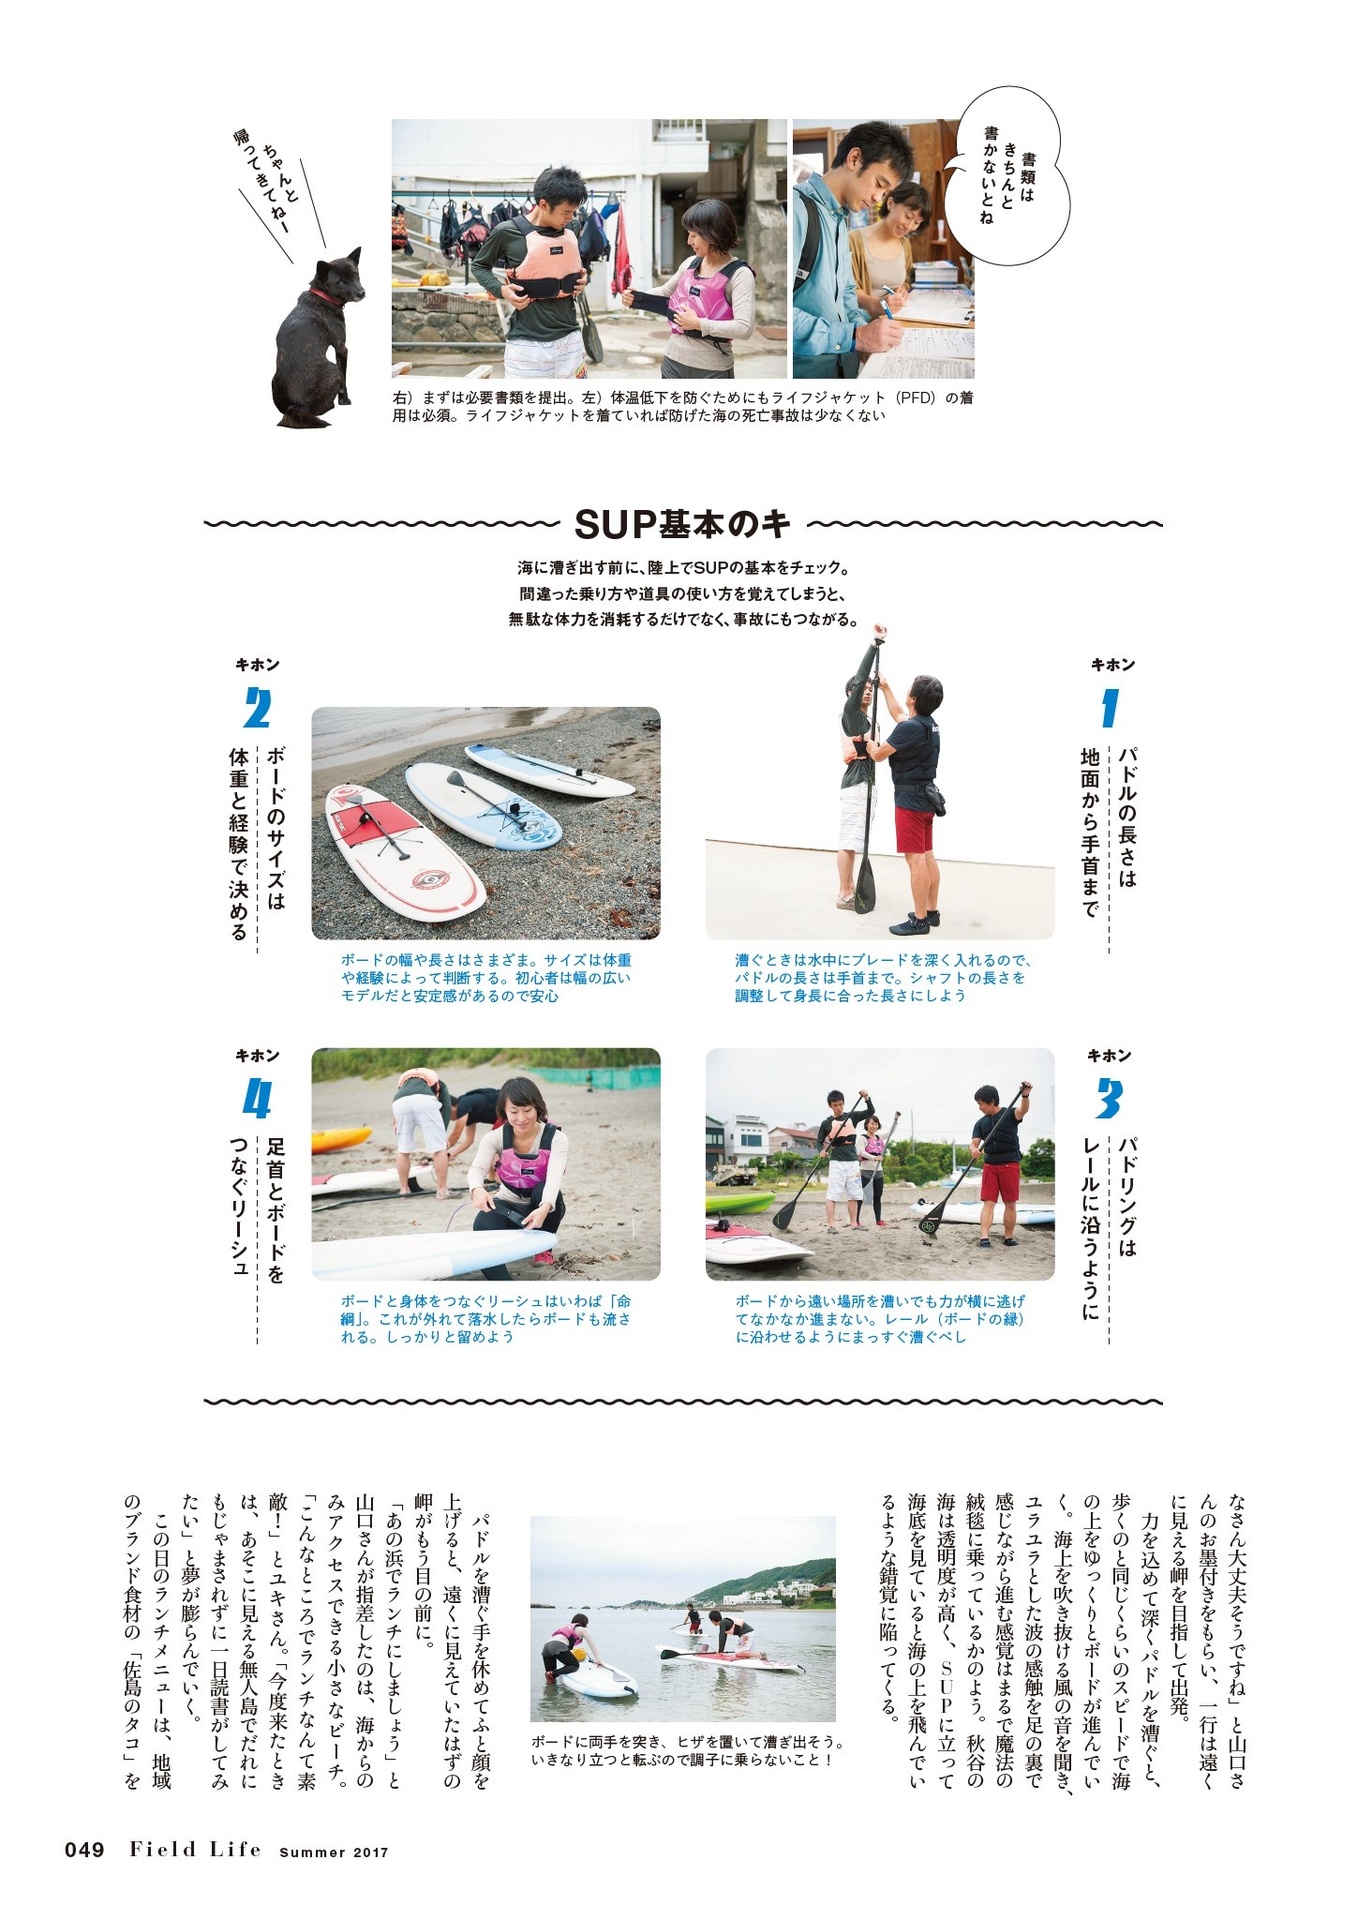 書類は
きちんと
書かないとね
ちゃんと
帰ってきてねー
右）まずは必要書類を提出。左）体温低下を防ぐためにもライフジャケット（PFD）の着
用は必須。ライフジャケットを着ていれば防げた海の死亡事故は少なくない
SUP基本のキ
海に漕ぎ出す前に、陸上でSUPの基本をチェック。
間違った乗り方や道具の使い方を覚えてしまうと、
無駄な体力を消耗するだけでなく、事故にもつながる。
キホン
1
パドルの長さは
地面から手首まで
漕ぐときは水中にブレードを深く入れるので、
パドルの長さは手首まで。シャフトの長さを
調整して身長に合った長さにしよう
キホン
2
ボードのサイズは
体重と経験で決める
ボードの幅や長さはさまざま。サイズは体重
や経験によって判断する。初心者は幅の広い
モデルだと安定感があるので安心
キホン
3
パドリングは
レールに沿うように
ボードから遠い場所を漕いでも力が横に逃げ
てなかなか進まない。レール（ボードの縁）
に沿わせるようにまっすぐ漕ぐべし
キホン
4
足首とボードを
つなぐリーシュ
ボードと身体をつなぐリーシュはいわば「命
綱」。これが外れて落水したらボードも流さ
れる。しっかりと留めよう
なさん大丈夫そうですね」と山口さ
んのお墨付きをもらい、一行は遠く
に見える岬を目指して出発。
力を込めて深くパドルを漕ぐと、
歩くのと同じくらいのスピードで海
の上をゆっくりとボードが進んでい
く。海上を吹き抜ける風の音を聞き、
ユラユラとした波の感触を足の裏で
感じながら進む感覚はまるで魔法の
絨毯に乗っているかのよう。秋谷の
海は透明度が高く、SUPに立って
海底を見ていると海の上を飛んでい
るような錯覚に陥ってくる。
ボードに両手を突き、ヒザを置いて漕ぎ出そう。
いきなり立つと転ぶので調子に乗らないこと！
パドルを漕ぐ手を休めてふと顔を
上げると、遠くに見えていたはずの
岬がもう目の前に。
「あの浜でランチにしましょう」と
山口さんが指差したのは、海からの
みアクセスできる小さなビーチ。
「こんなところでランチなんて素
敵！」とユキさん。「今度来たとき
は、あそこに見える無人島でだれに
もじゃまされずに一日読書がしてみ
たい」と夢が膨らんでいく。
この日のランチメニューは、地域
のブランド食材の「佐島のタコ」を
049 Field Life Summer 2017